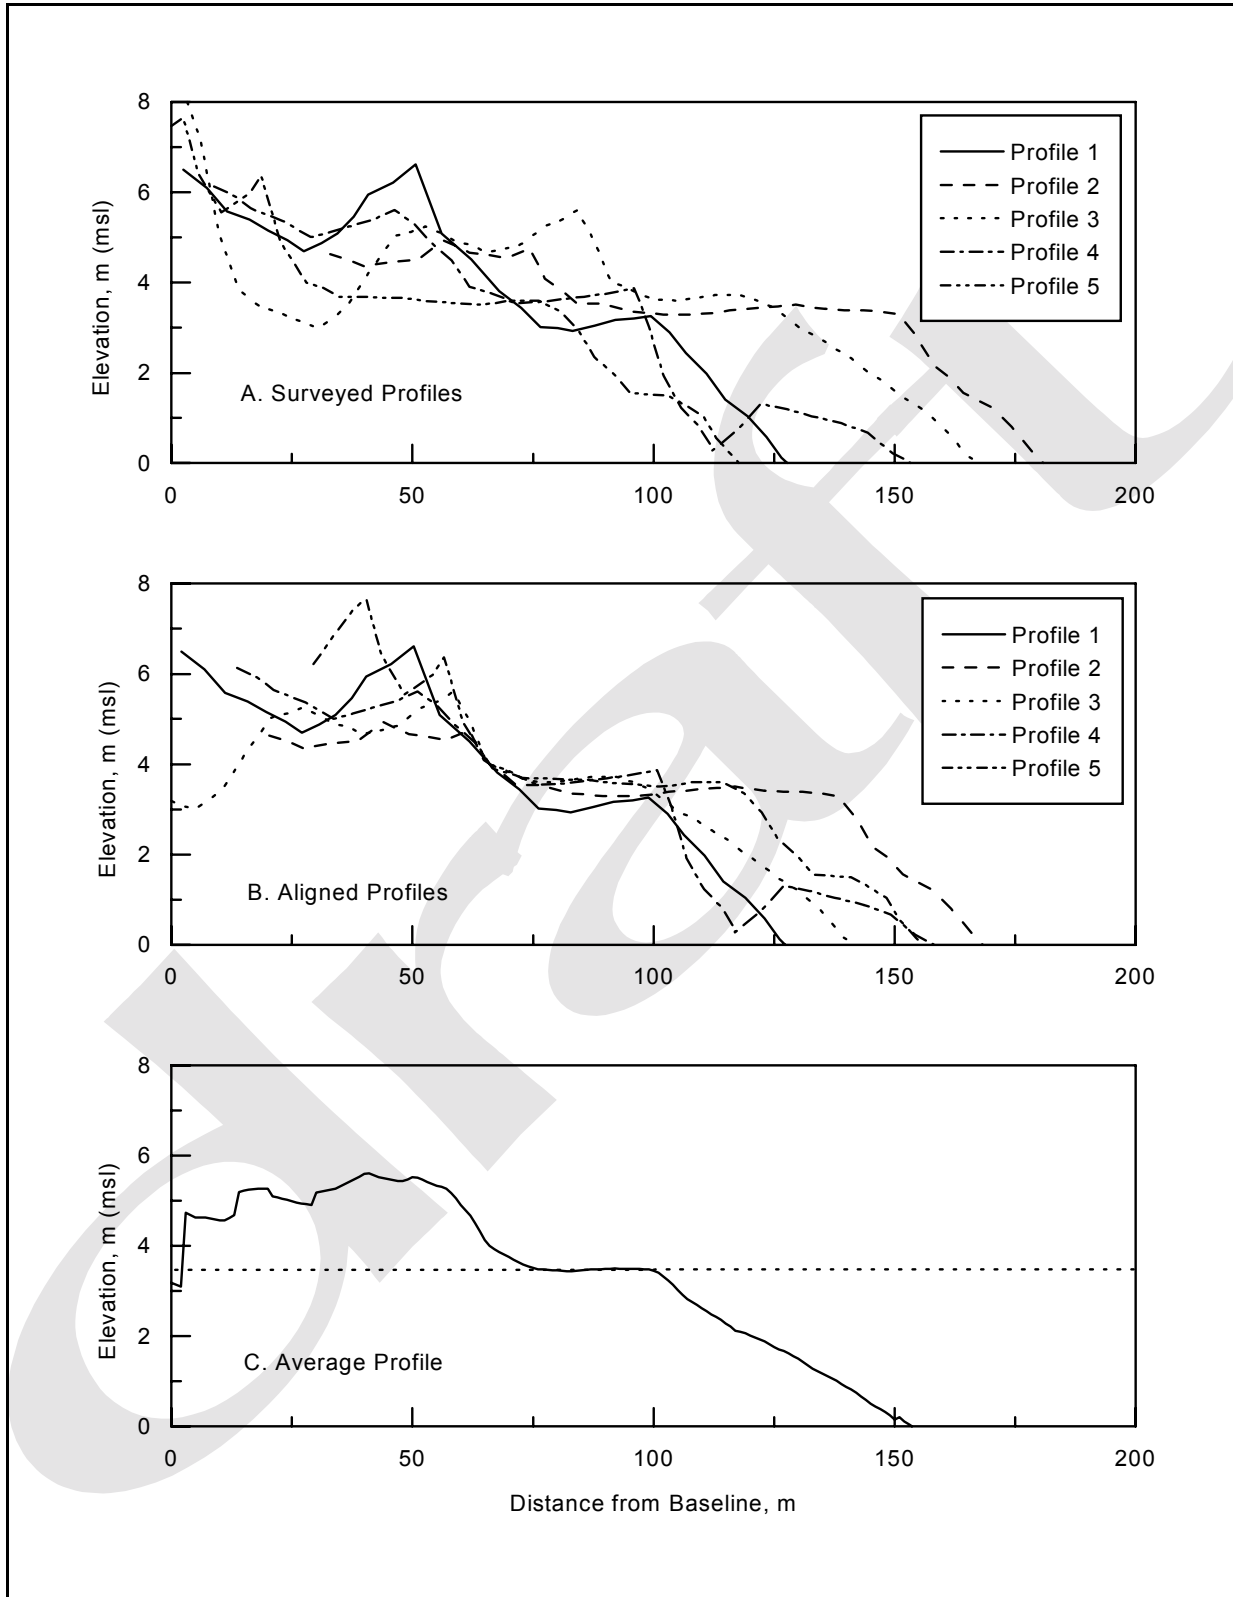 8
6
4
2
0
Elevation, m (msl)
A. Surveyed Profiles
Profile 1
Profile 2
Profile 3
Profile 4
Profile 5
0 50 100 150 200
8
6
4
2
0
Elevation, m (msl)
B. Aligned Profiles
Profile 1
Profile 2
Profile 3
Profile 4
Profile 5
0 50 100 150 200
8
6
4
2
0
Elevation, m (msl)
C. Average Profile
0 50 100 150 200
Distance from Baseline, m
draft